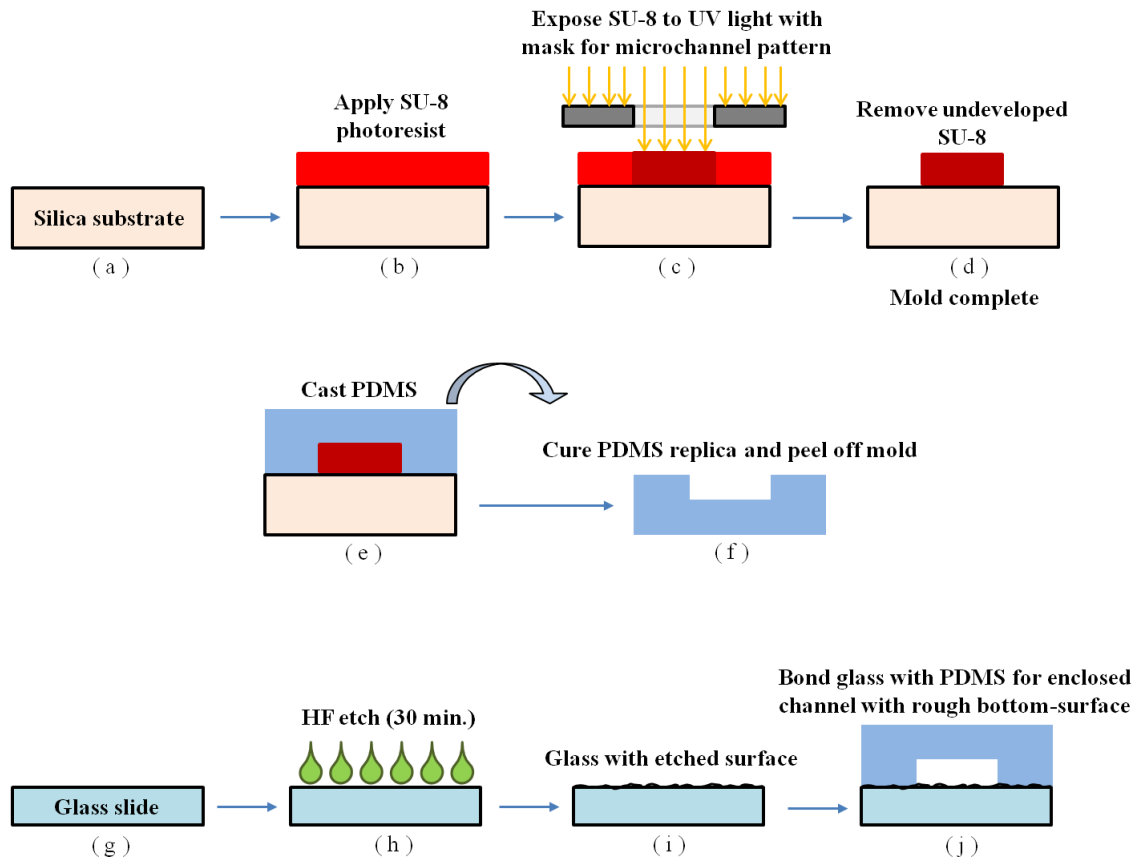 Expose SU-8 to UV light with
mask for microchannel pattern
Apply SU-8
photoresist
Remove undeveloped
SU-8
Silica substrate
( a )
( b )
( c )
( d )
Mold complete
Cast PDMS
Cure PDMS replica and peel off mold
( e )
( f )
Bond glass with PDMS for enclosed
channel with rough bottom-surface
HF etch (30 min.)
Glass with etched surface
Glass slide
( g )
( h )
( i )
( j )